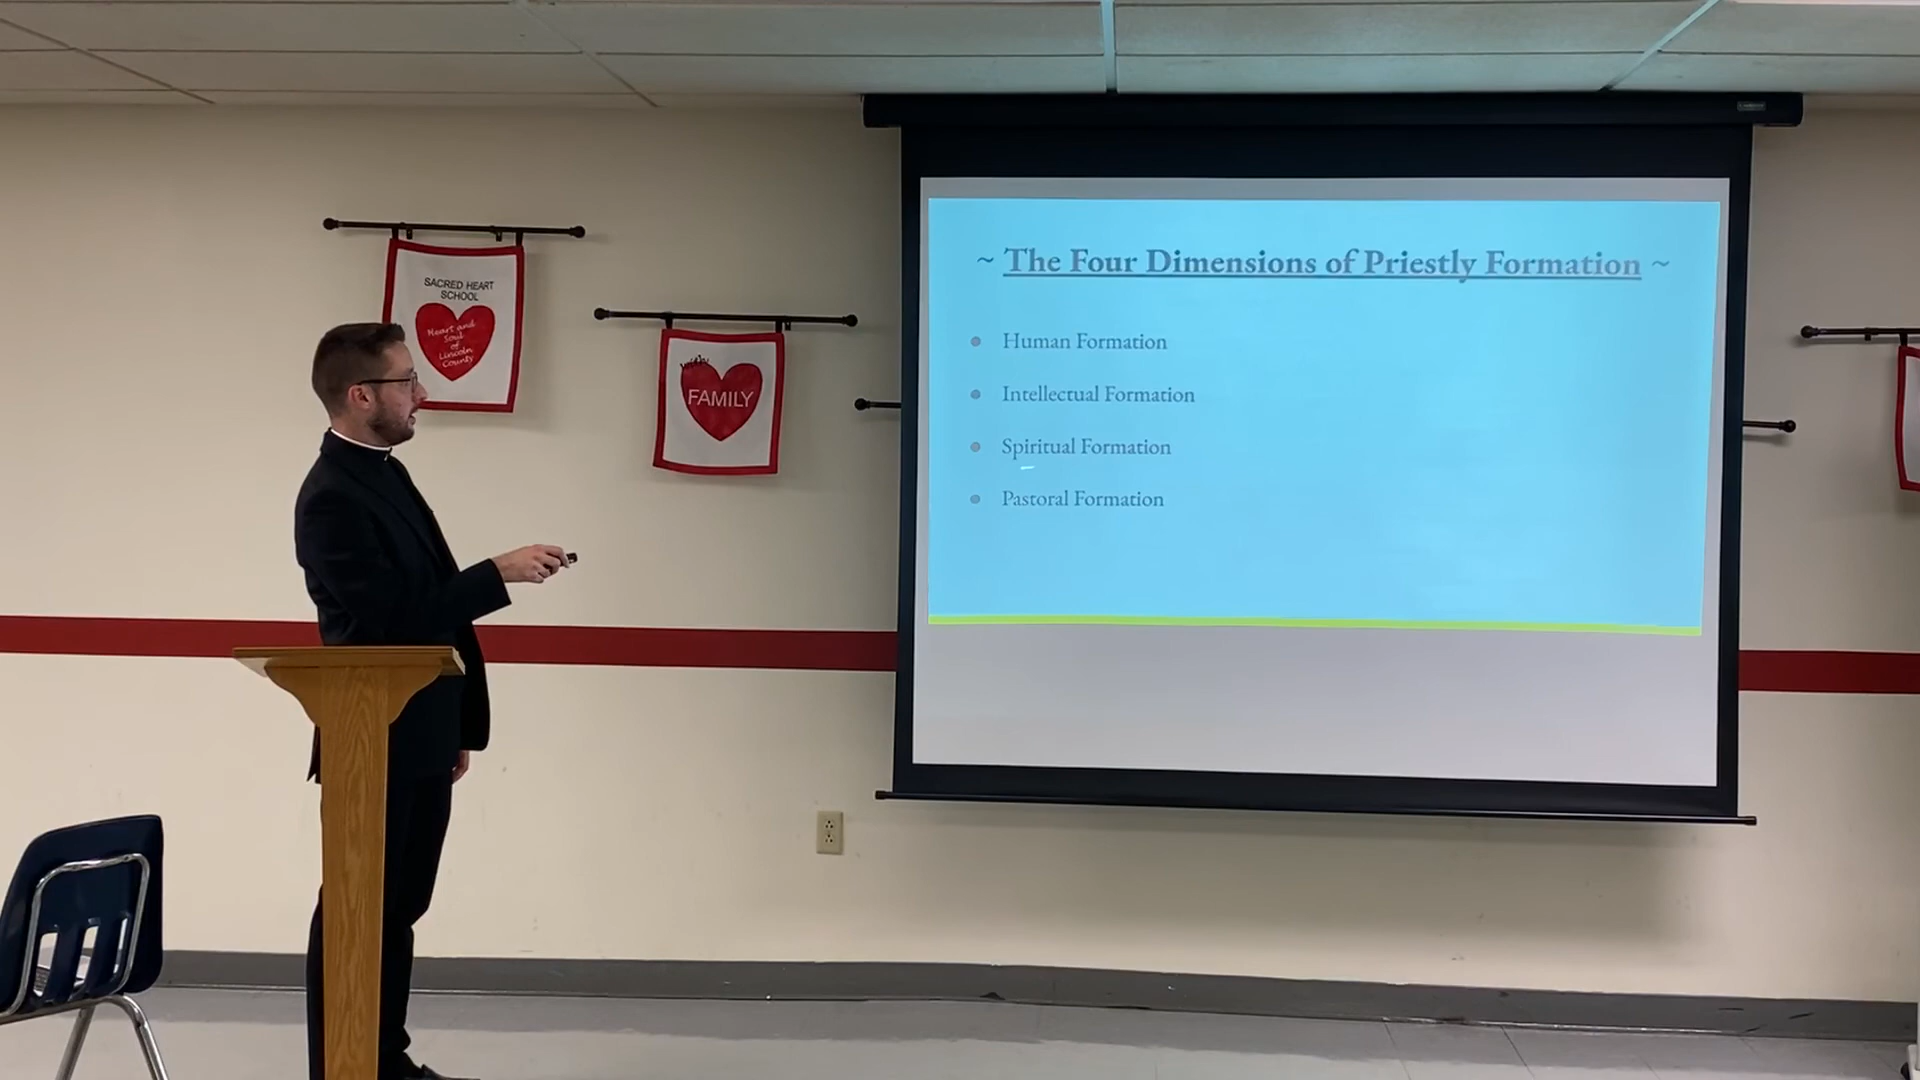 SACRED HEART
SCHOOL
Heart and
Soul
of
Lincoln
County
FAMILY
~ The Four Dimensions of Priestly Formation ~
Human Formation
Intellectual Formation
Spiritual Formation
Pastoral Formation